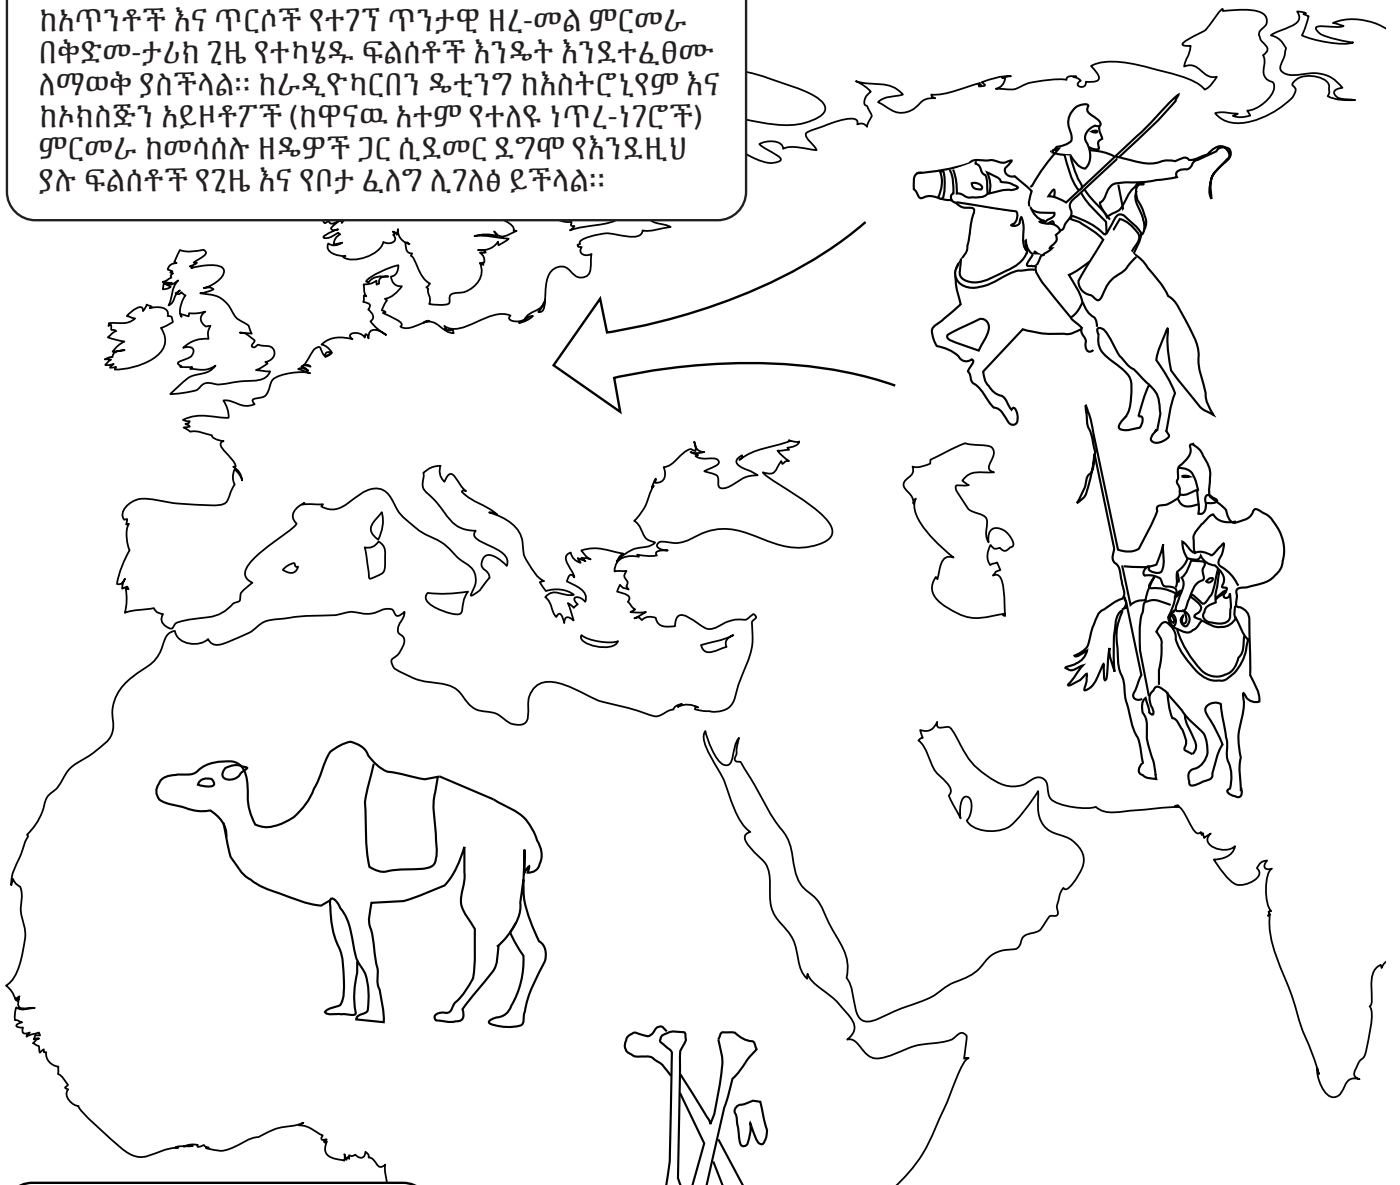 ከአጥንቶች እና ጥርሶች የተገኘ ጥንታዊ ዘረ-መል ምርመራ
በቅድመ-ታሪክ ጊዜ የተካሄዱ ፍልሰቶች እንዴት እንደተፈፀሙ
ለማወቅ ያስችላል፡፡ ከራዲዮካርበን ዴቲንግ ከእስትሮኒየም እና
ከኦክስጅን አይዞቶፖች (ከዋናዉ አተም የተለዩ ነጥረ-ነገሮች)
ምርመራ ከመሳሰሉ ዘዴዎች ጋር ሲደመር ደግሞ የእንደዚህ
ያሉ ፍልሰቶች የጊዜ እና የቦታ ፈለግ ሊገለፅ ይችላል፡፡